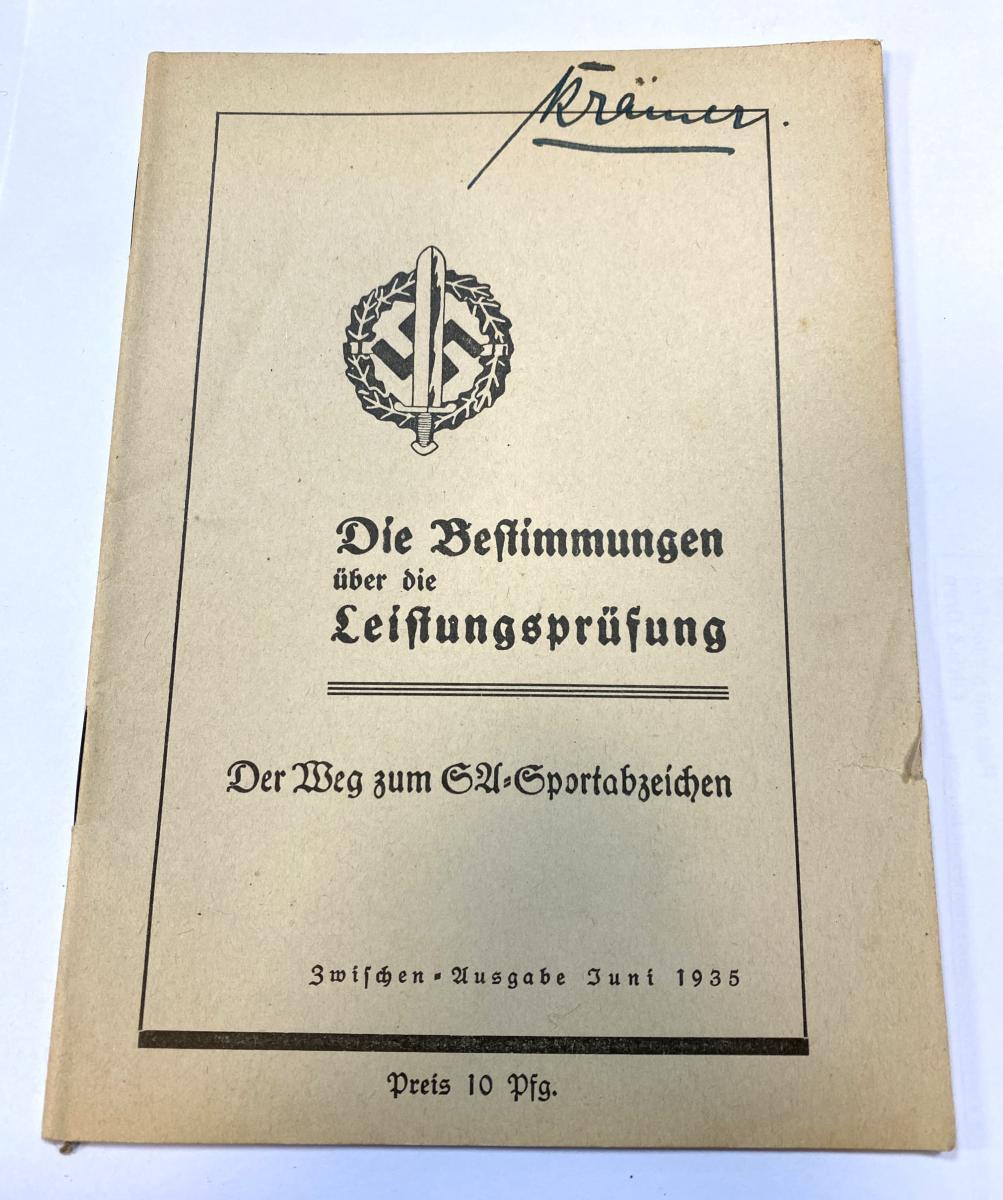 Krämer.
Die Bestimmungen
über die
Leistungsprüfung
Der Weg zum SA-Sportabzeichen
Zwischen-Ausgabe Juni 1935
Preis 10 Pfg.